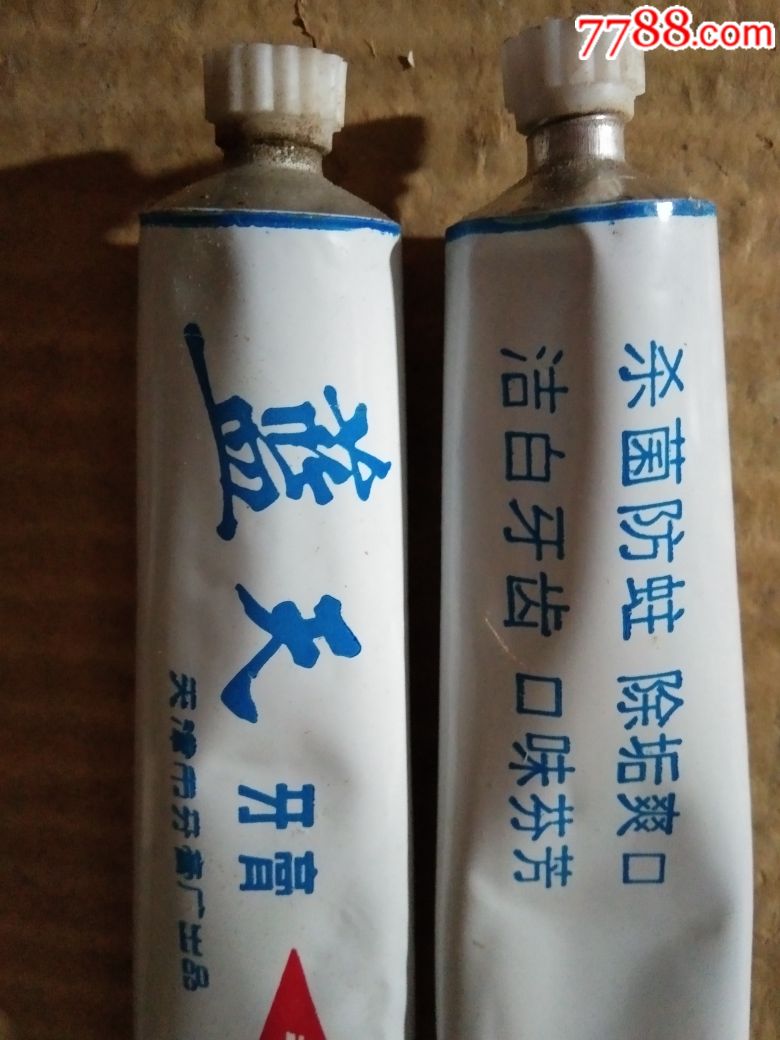 7788.com
蓝天
牙膏
天津市牙膏厂出品
杀菌防蛀 除垢爽口
洁白牙齿 口味芬芳